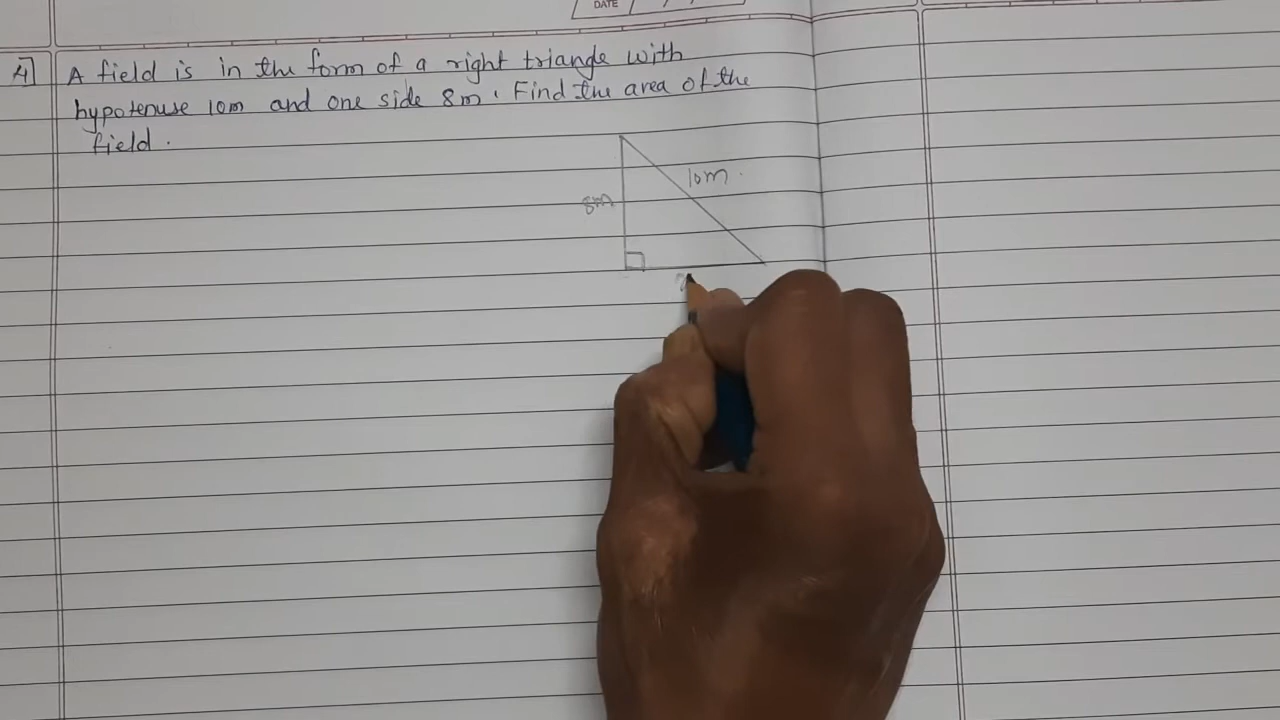 DATE
4] A field is in the form of a right triangle with
hypotenuse 10m and one side 8m. Find the area of the
field.
10m.
8m